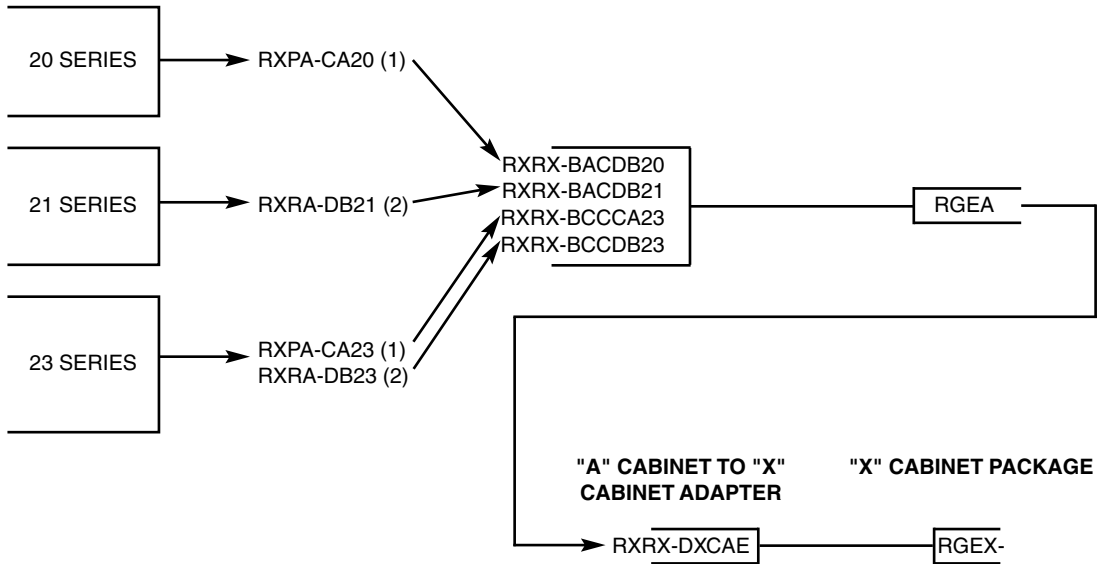 20 SERIES
RXPA-CA20 (1)
RXRX-BACDB20
RXRX-BACDB21
RXRX-BCCCA23
RXRX-BCCDB23
21 SERIES
RXRA-DB21 (2)
RGEA
23 SERIES
RXPA-CA23 (1)
RXRA-DB23 (2)
"A" CABINET TO "X"
CABINET ADAPTER
"X" CABINET PACKAGE
RXRX-DXCAE
RGEX-